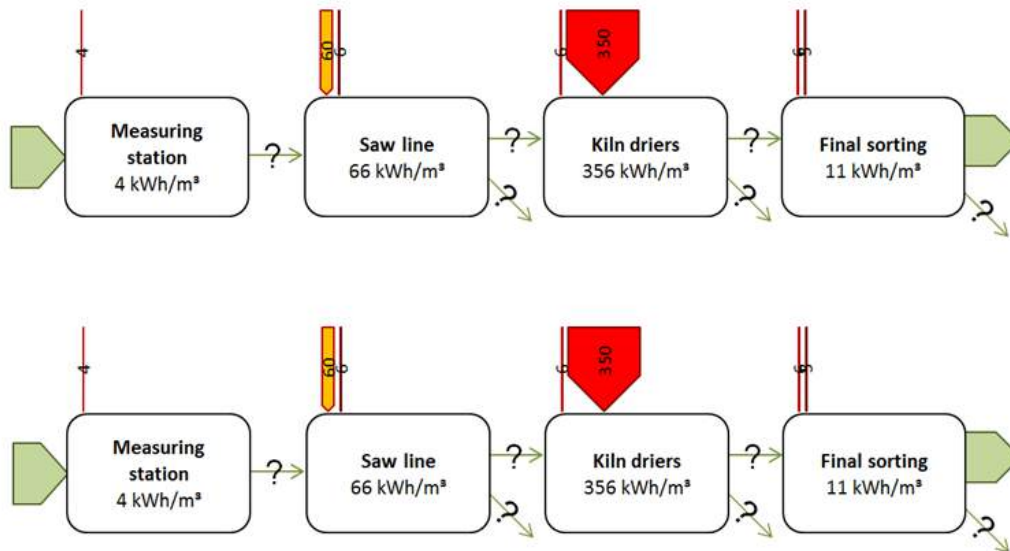 4
60
6
6
350
6
5
Measuring
station
4 kWh/m³
?
Saw line
66 kWh/m³
?
?
Kiln driers
356 kWh/m³
?
?
Final sorting
11 kWh/m³
?
4
60
6
6
350
6
5
Measuring
station
4 kWh/m³
?
Saw line
66 kWh/m³
?
?
Kiln driers
356 kWh/m³
?
?
Final sorting
11 kWh/m³
?